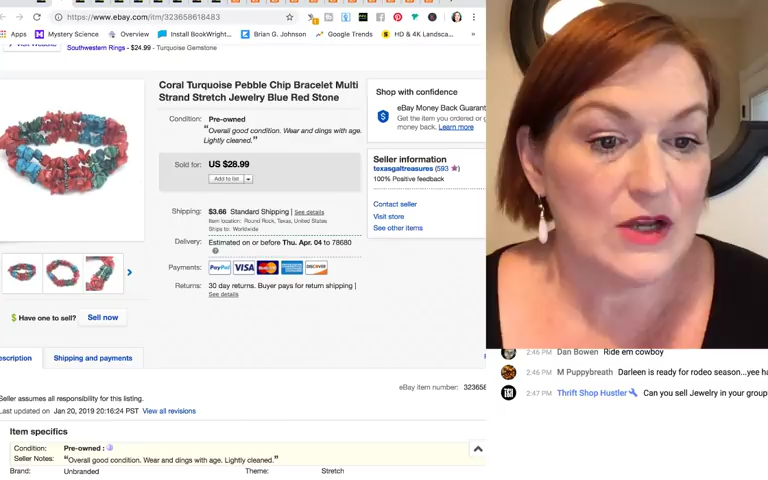 https://www.ebay.com/itm/323658618483
Apps
Mystery Science
Overview
Install BookWright...
Brian G. Johnson
Google Trends
HD & 4K Landsca...
Visit Website
Southwestern Rings - $24.99 - Turquoise Gemstone
Coral Turquoise Pebble Chip Bracelet Multi
Strand Stretch Jewelry Blue Red Stone
Condition: Pre-owned
"Overall good condition. Wear and dings with age.
Lightly cleaned."
Sold for: US $28.99
Add to list
Shipping: $3.66 Standard Shipping | See details
Item location: Round Rock, Texas, United States
Ships to: Worldwide
Delivery: Estimated on or before Thu. Apr. 04 to 78680
Payments: PayPal VISA MasterCard AMERICAN EXPRESS DISCOVER
Returns: 30 day returns. Buyer pays for return shipping |
See details
Shop with confidence
eBay Money Back Guarant
Get the item you ordered or g
money back. Learn more
Seller information
texasgaltreasures (593
100% Positive feedback
Contact seller
Visit store
See other items
$ Have one to sell? Sell now
escription
Shipping and payments
Seller assumes all responsibility for this listing.
eBay item number: 32365
Last updated on Jan 20, 2019 20:16:24 PST View all revisions
Item specifics
Condition: Pre-owned :
Seller Notes: "Overall good condition. Wear and dings with age. Lightly cleaned."
Brand: Unbranded
Theme: Stretch
2:46 PM Dan Bowen Ride em cowboy
2:46 PM M Puppybreath Darleen is ready for rodeo season...yee ha
2:47 PM Thrift Shop Hustler Can you sell Jewelry in your group